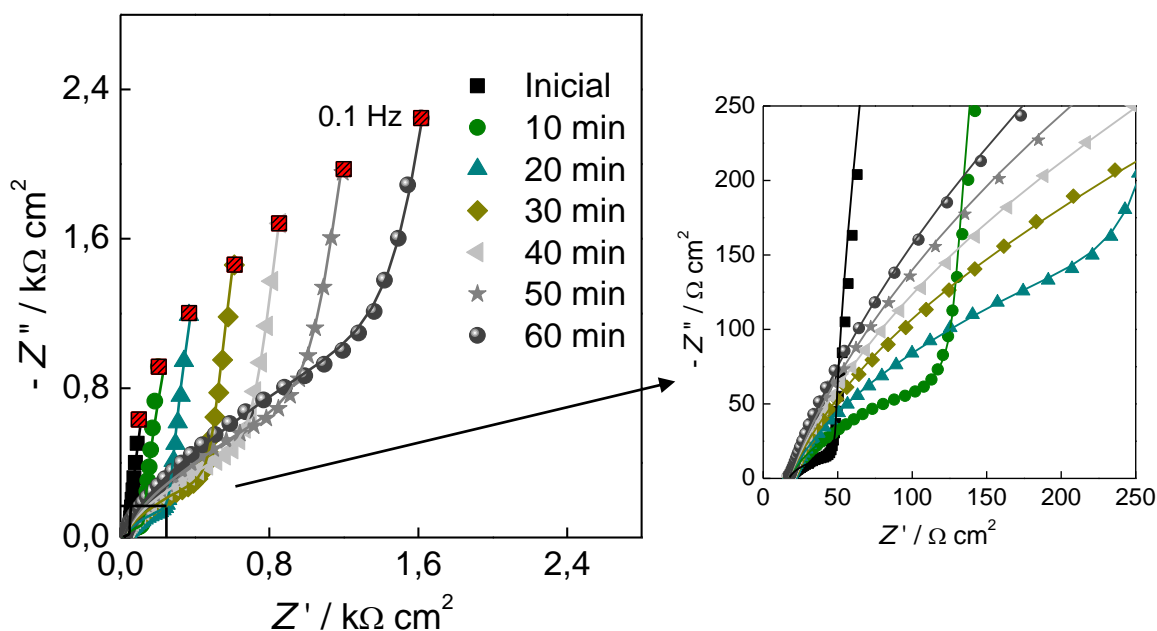 2,4
1,6
0,8
0,0
- Z'' / kΩ cm²
0,0
0,8
1,6
2,4
Z' / kΩ cm²
0.1 Hz
Inicial
10 min
20 min
30 min
40 min
50 min
60 min
250
200
150
100
50
0
- Z'' / Ω cm²
0
50
100
150
200
250
Z' / Ω cm²